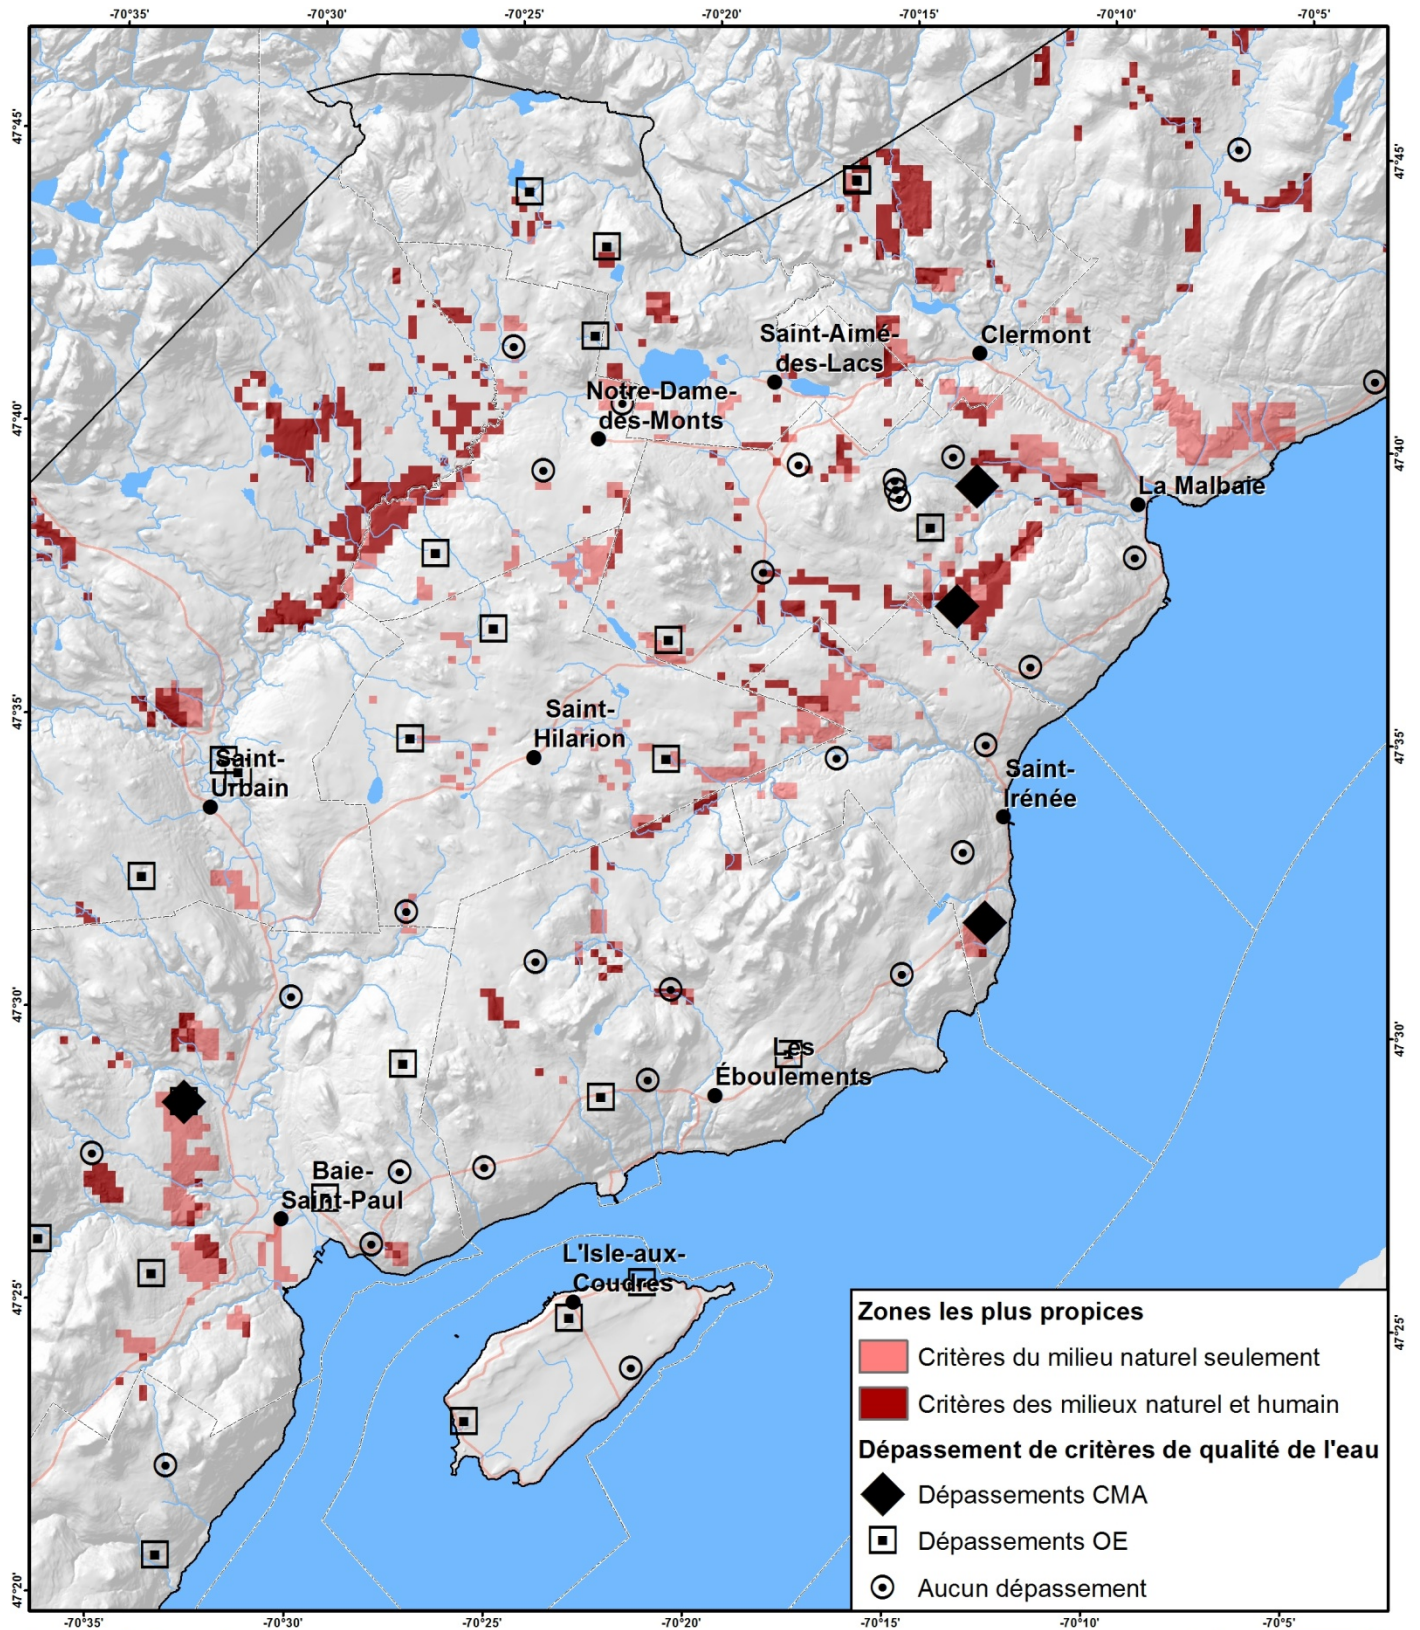 -70°35'
-70°30'
-70°25'
-70°20'
-70°15'
-70°10'
-70°5'
47°45'
47°45'
Saint-Aimé-
des-Lacs
Clermont
Notre-Dame-
des-Monts
47°40'
47°40'
La Malbaie
Saint-
Hilarion
47°35'
47°35'
Saint-
Urbain
Saint-
Irénée
47°30'
47°30'
Les
Éboulements
Baie-
Saint-Paul
L'Isle-aux-
Coudres
47°25'
47°25'
Zones les plus propices
Critères du milieu naturel seulement
Critères des milieux naturel et humain
Dépassement de critères de qualité de l'eau
Dépassements CMA
Dépassements OE
Aucun dépassement
47°20'
-70°35'
-70°30'
-70°25'
-70°20'
-70°15'
-70°10'
-70°5'